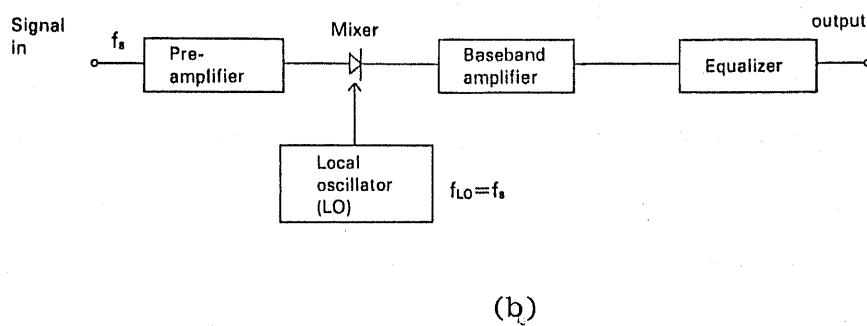 Signal
in
fs
Pre-
amplifier
Mixer
Baseband
amplifier
Equalizer
output
Local
oscillator
(LO)
fLO=fs
(b)